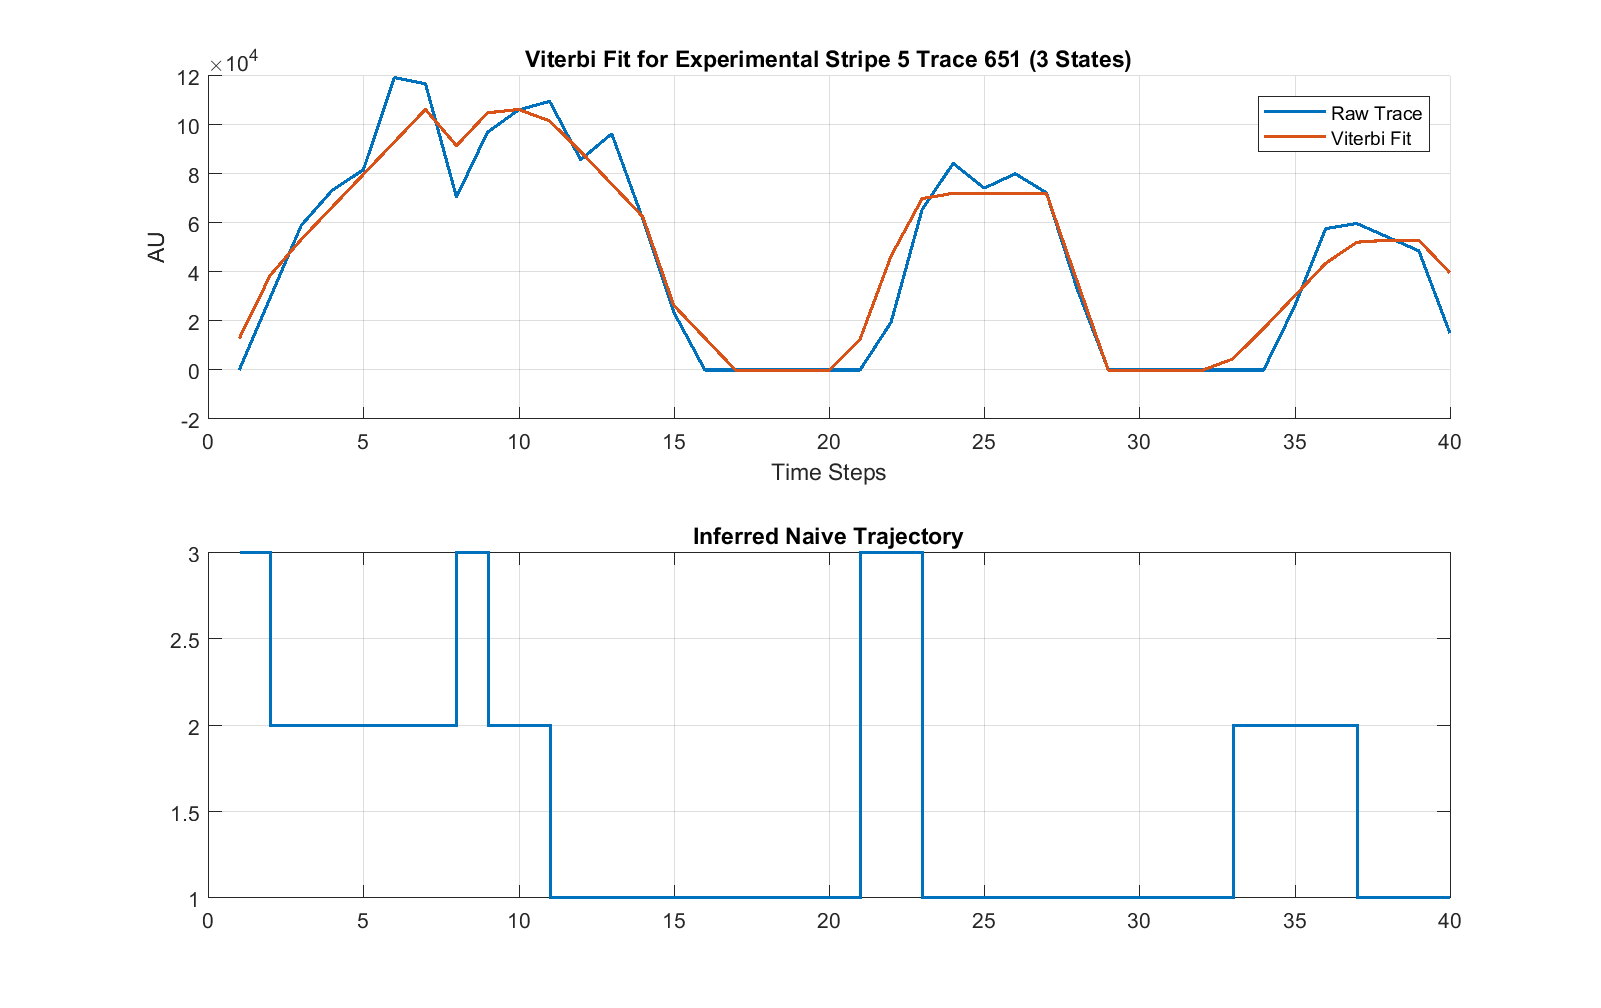 Viterbi Fit for Experimental Stripe 5 Trace 651 (3 States)
×10^4
12
10
8
6
4
2
0
-2
AU
Raw Trace
Viterbi Fit
0 5 10 15 20 25 30 35 40
Time Steps
Inferred Naive Trajectory
3
2.5
2
1.5
1
0 5 10 15 20 25 30 35 40